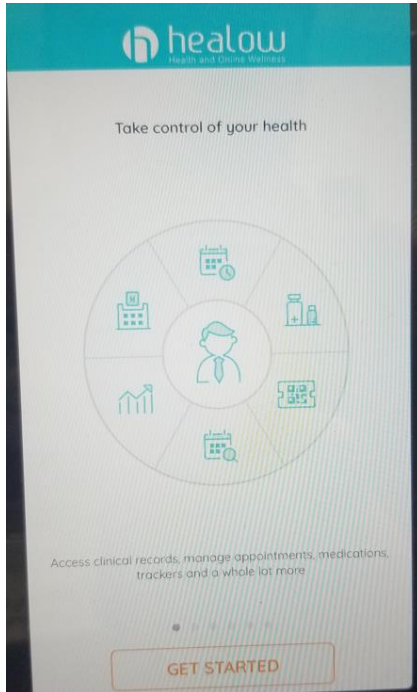 healow
Health and Online Wellness
Take control of your health
H
Access clinical records, manage appointments, medications,
trackers and a whole lot more
GET STARTED